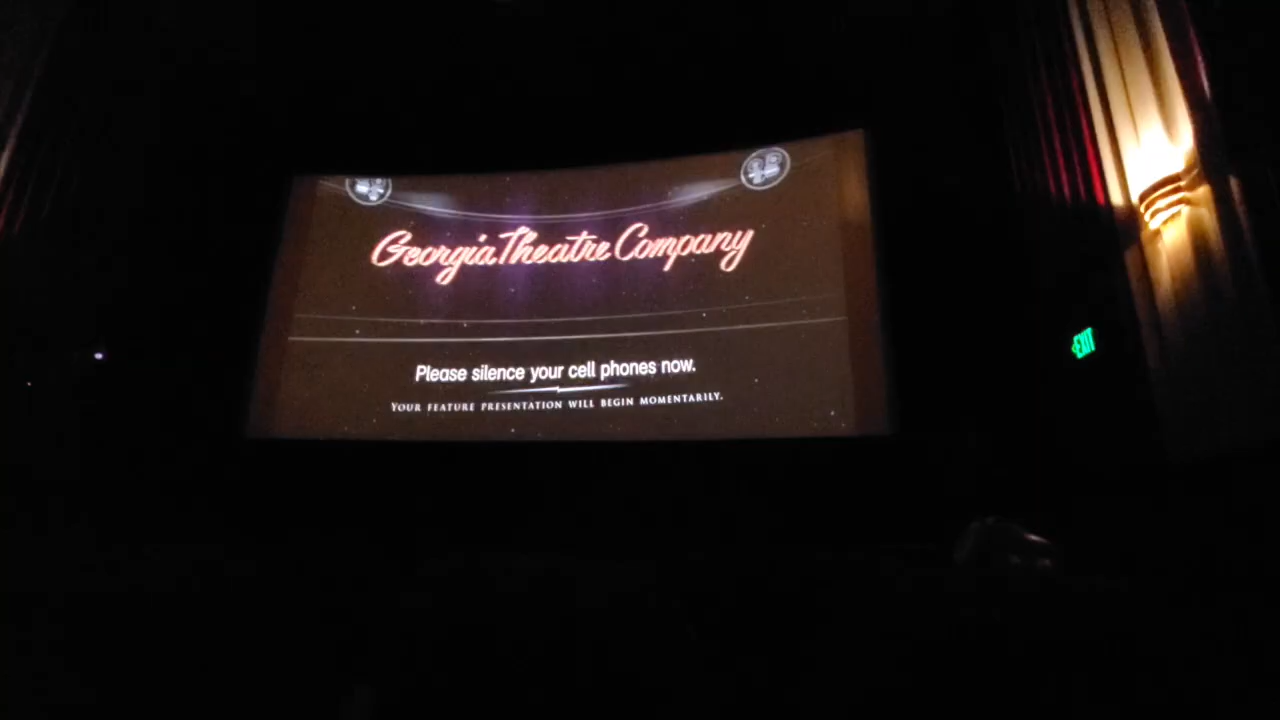 Georgia Theatre Company
Please silence your cell phones now.
YOUR FEATURE PRESENTATION WILL BEGIN MOMENTARILY.
EXIT